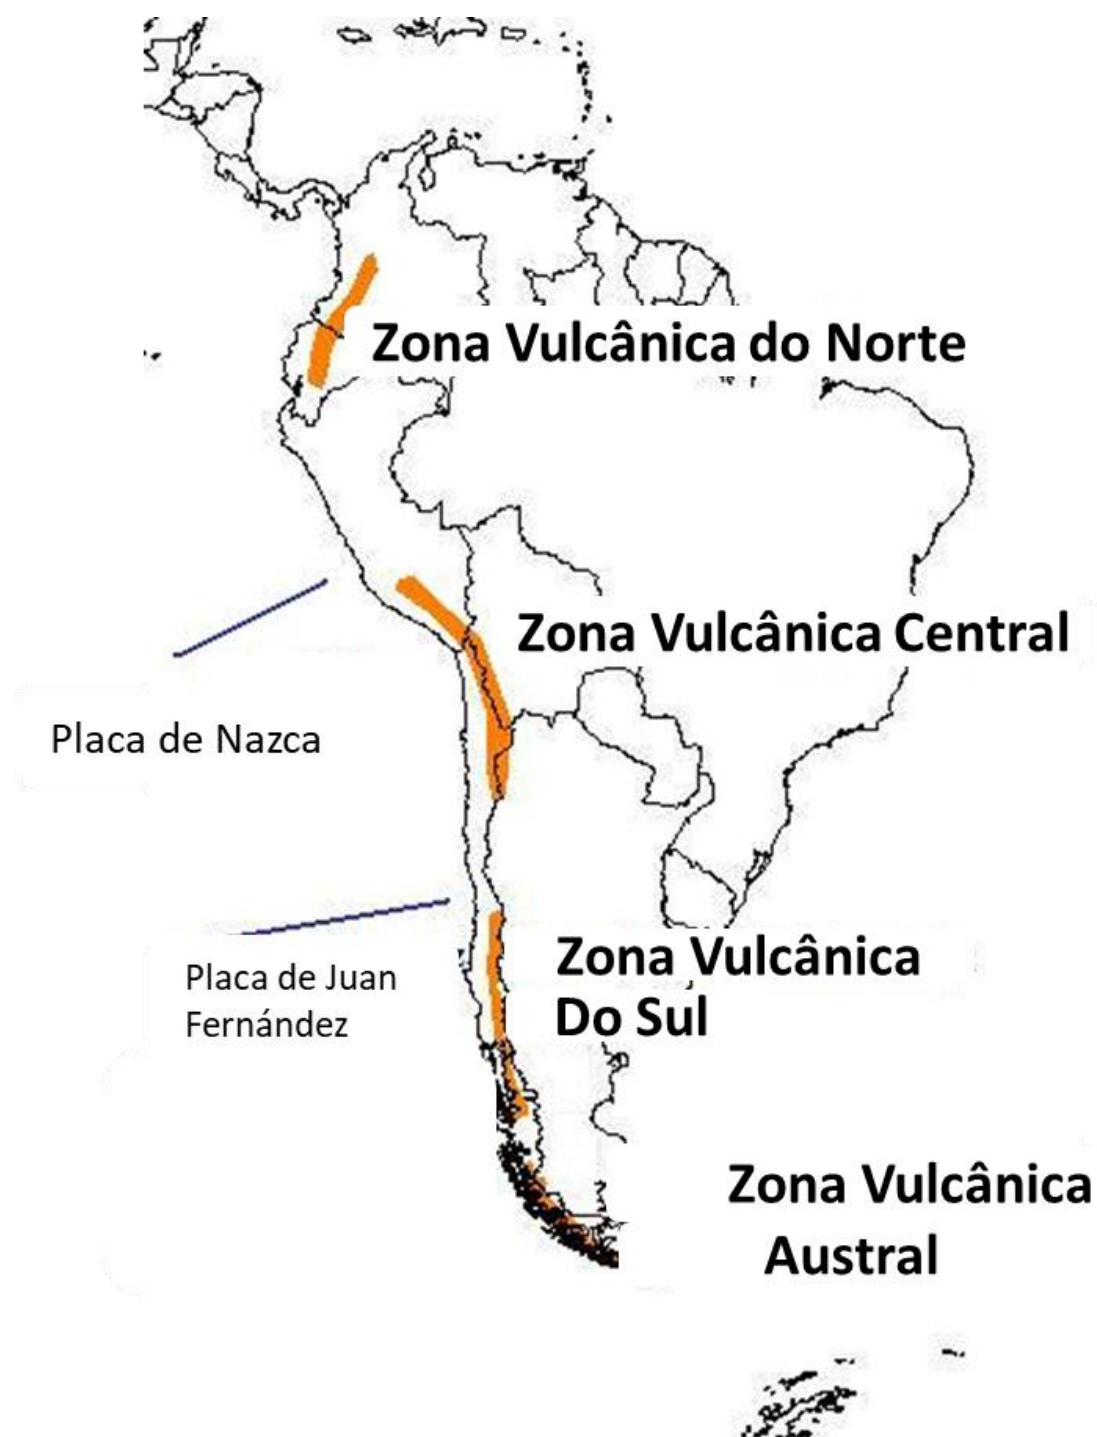 Zona Vulcânica do Norte
Zona Vulcânica Central
Placa de Nazca
Zona Vulcânica
Do Sul
Placa de Juan
Fernández
Zona Vulcânica
Austral